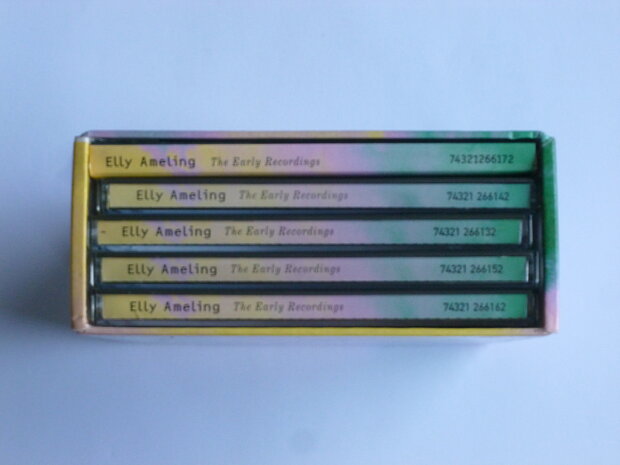 Elly Ameling The Early Recordings 74321266172
Elly Ameling The Early Recordings 74321 266142
- Elly Ameling The Early Recordings 74321 266132
Elly Ameling The Early Recordings 74321 266152
Elly Ameling The Early Recordings 74321 266162